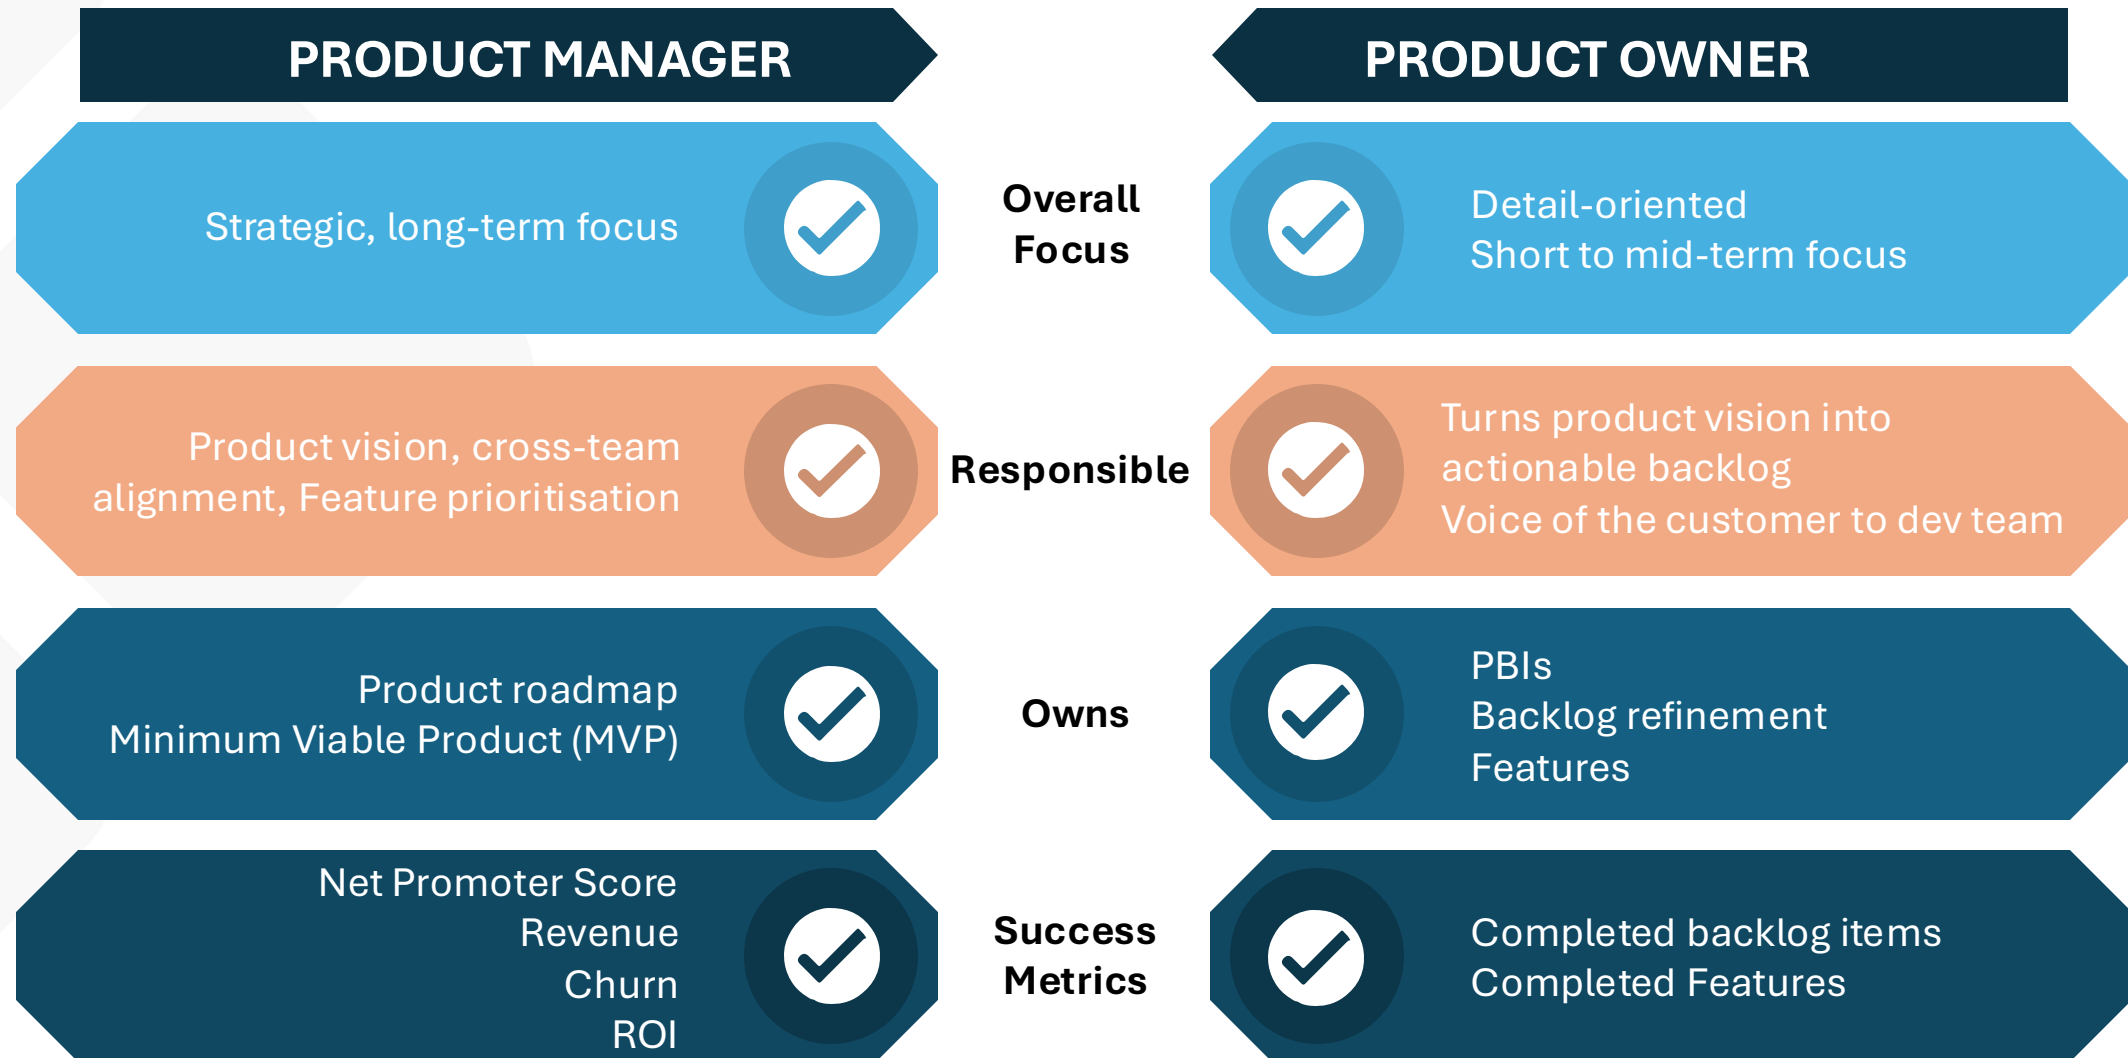 PRODUCT MANAGER
PRODUCT OWNER
Strategic, long-term focus
Overall
Focus
Detail-oriented
Short to mid-term focus
Product vision, cross-team
alignment, Feature prioritisation
Responsible
Turns product vision into
actionable backlog
Voice of the customer to dev team
Product roadmap
Minimum Viable Product (MVP)
Owns
PBIs
Backlog refinement
Features
Net Promoter Score
Revenue
Churn
ROI
Success
Metrics
Completed backlog items
Completed Features